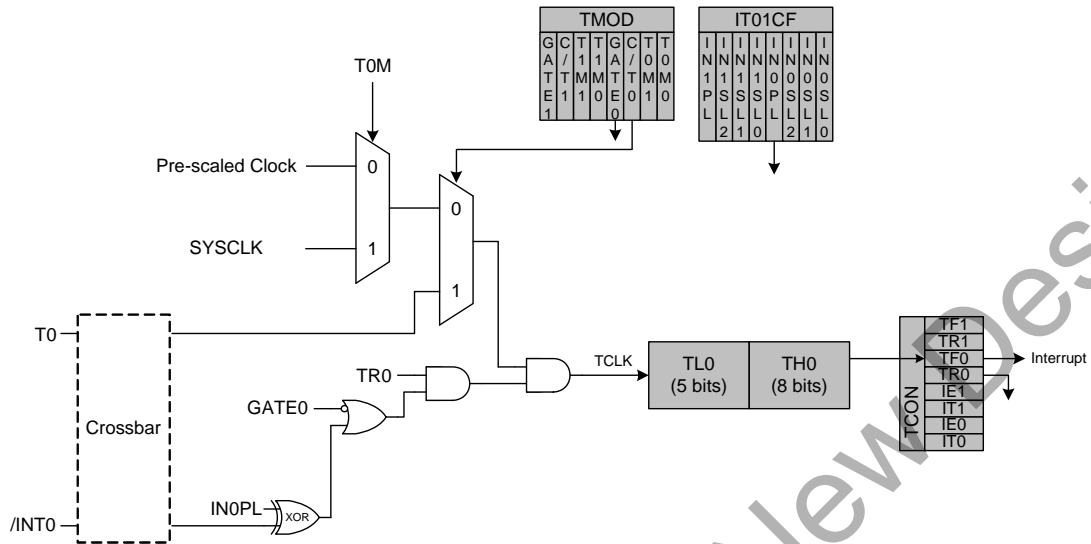 TMOD
GATE1
C/T1
T1M1
T1M0
GATE0
C/T0
T0M1
T0M0
IT01CF
IN1PL
IN1SL2
IN1SL1
IN1SL0
IN0PL
IN0SL2
IN0SL1
IN0SL0
T0M
Pre-scaled Clock
0
SYSCLK
1
0
1
T0
Crossbar
/INT0
TR0
GATE0
IN0PL
XOR
TCLK
TL0
(5 bits)
TH0
(8 bits)
TCON
TF1
TR1
TF0
TR0
IE1
IT1
IE0
IT0
Interrupt
New Desi